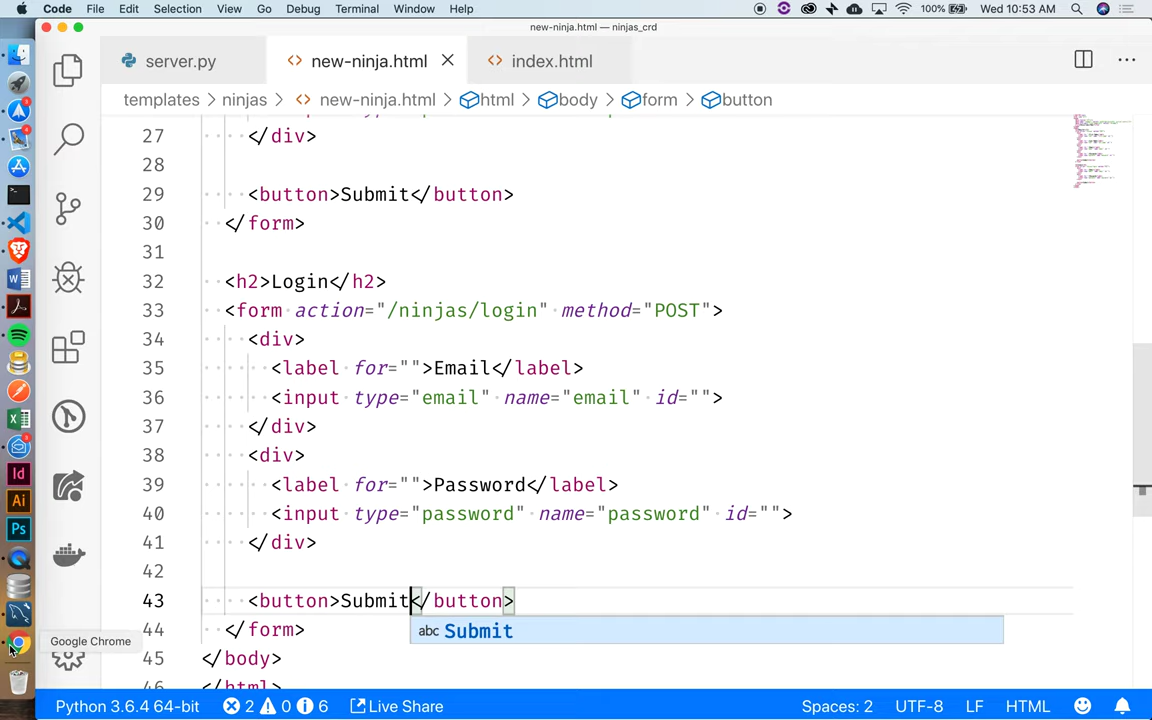 Code File Edit Selection View Go Debug Terminal Window Help 100% Wed 10:53 AM
new-ninja.html — ninjas_crd
server.py <> new-ninja.html <> index.html
templates > ninjas > <> new-ninja.html > html > body > form > button
27 </div>
28
29 <button>Submit</button>
30 </form>
31
32 <h2>Login</h2>
33 <form action="/ninjas/login" method="POST">
34 <div>
35 <label for="">Email</label>
36 <input type="email" name="email" id="">
37 </div>
38 <div>
39 <label for="">Password</label>
40 <input type="password" name="password" id="">
41 </div>
42
43 <button>Submit</button>
abc Submit
44 </form>
Google Chrome
45 </body>
46 </html>
Id
Ai
Ps
Python 3.6.4 64-bit 2 0 6 Live Share Spaces: 2 UTF-8 LF HTML